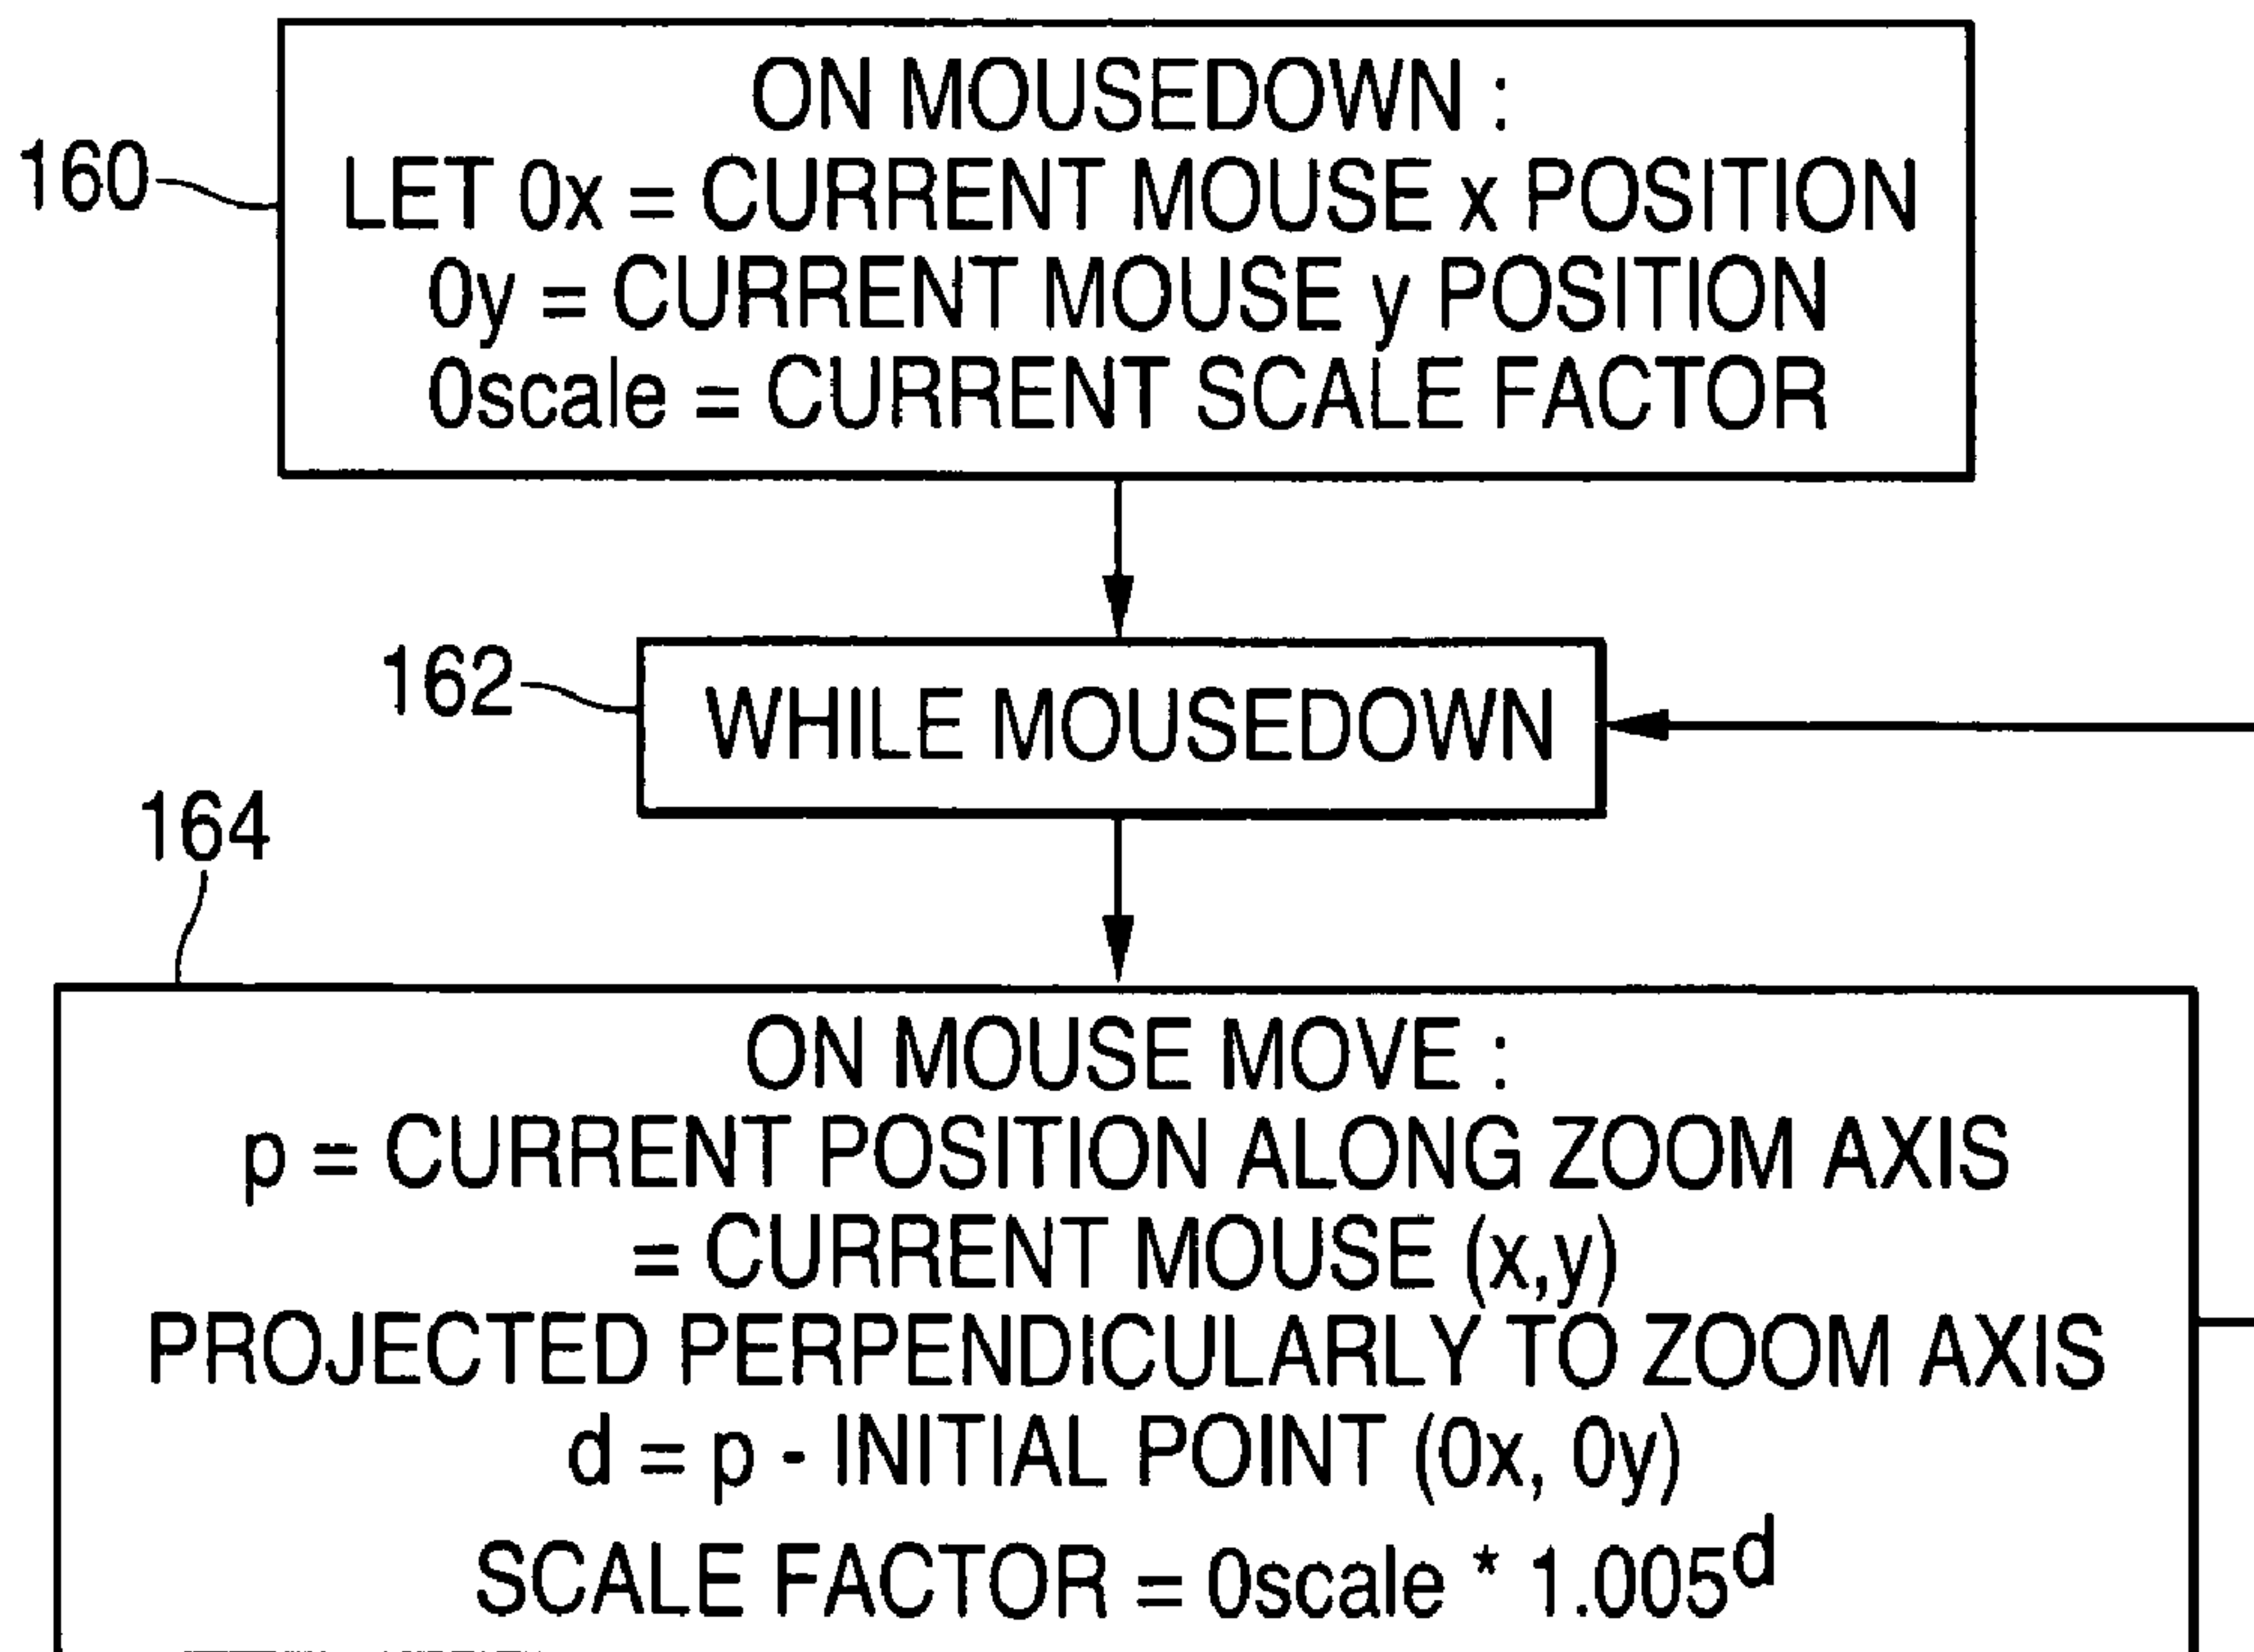 ON MOUSEDOWN :
160
LET 0x = CURRENT MOUSE x POSITION
0y = CURRENT MOUSE y POSITION
0scale = CURRENT SCALE FACTOR
162
WHILE MOUSEDOWN
164
ON MOUSE MOVE :
p = CURRENT POSITION ALONG ZOOM AXIS
= CURRENT MOUSE (x,y)
PROJECTED PERPENDICULARLY TO ZOOM AXIS
d = p - INITIAL POINT (0x, 0y)
SCALE FACTOR = 0scale * 1.005^d